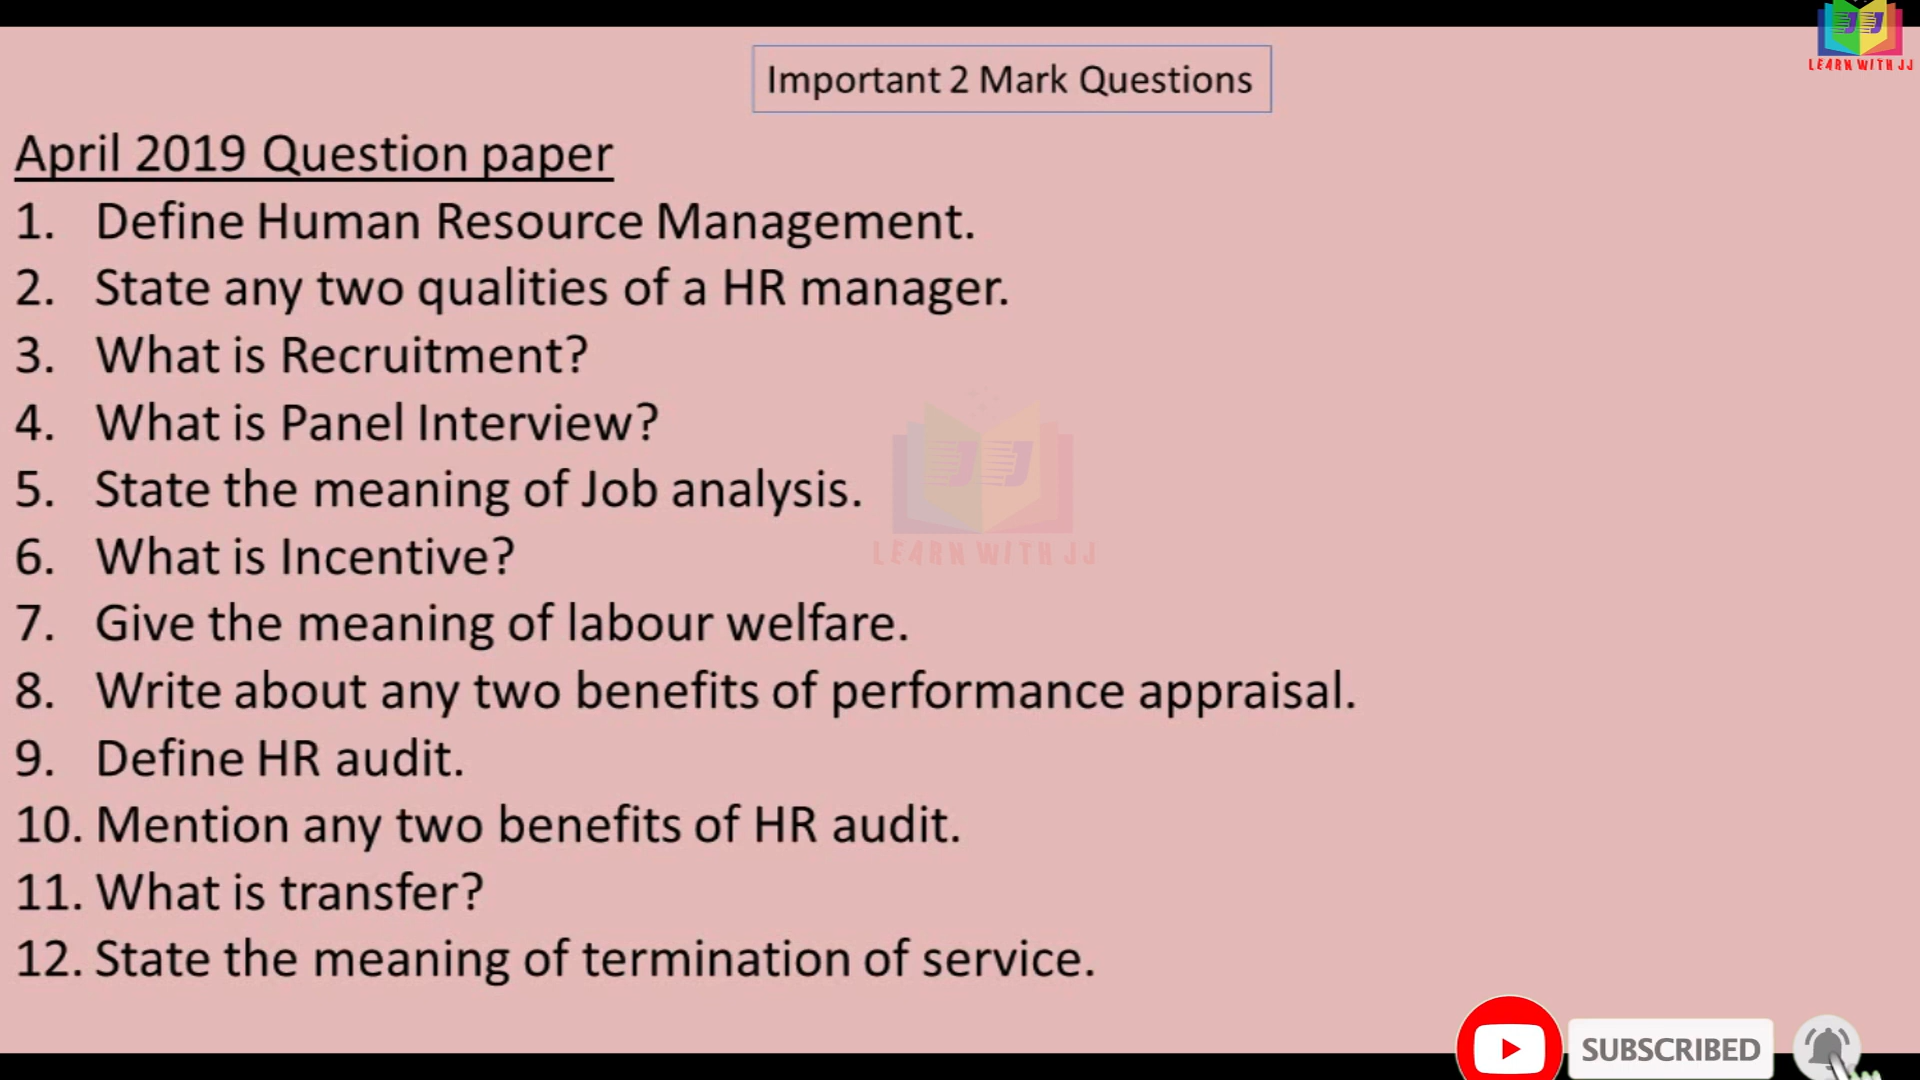 LEARN WITH JJ
Important 2 Mark Questions
April 2019 Question paper
1. Define Human Resource Management.
2. State any two qualities of a HR manager.
3. What is Recruitment?
4. What is Panel Interview?
5. State the meaning of Job analysis.
6. What is Incentive?
7. Give the meaning of labour welfare.
8. Write about any two benefits of performance appraisal.
9. Define HR audit.
10. Mention any two benefits of HR audit.
11. What is transfer?
12. State the meaning of termination of service.
JJ
LEARN WITH JJ
SUBSCRIBED